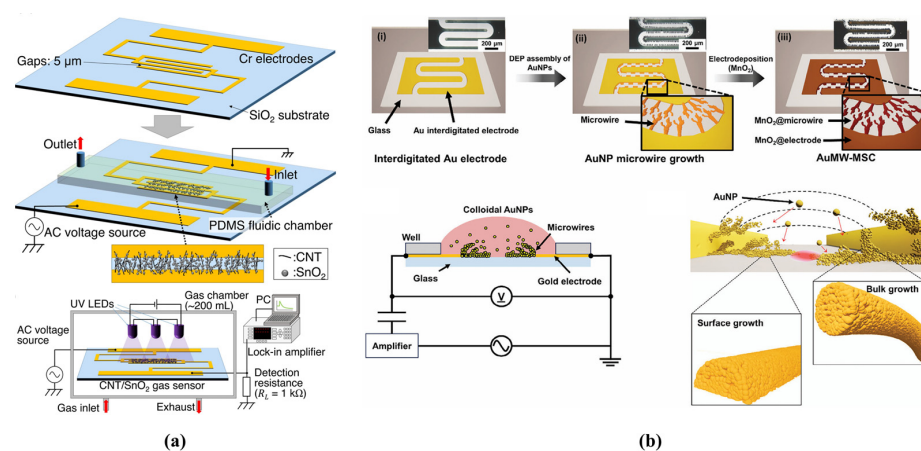 Gaps: 5 µm
Cr electrodes
SiO₂ substrate
Outlet
Inlet
PDMS fluidic chamber
AC voltage source
:CNT
:SnO₂
UV LEDs
Gas chamber
(~200 mL)
PC
AC voltage
source
Lock-in amplifier
CNT/SnO₂ gas sensor
Detection
resistance
(R_L = 1 kΩ)
Gas inlet
Exhaust
(a)
(i)
200 µm
Glass
Au interdigitated electrode
Interdigitated Au electrode
DEP assembly of
AuNPs
(ii)
200 µm
Microwire
AuNP microwire growth
Electrodeposition
(MnO₂)
(iii)
200 µm
MnO₂@microwire
MnO₂@electrode
AuMW-MSC
Colloidal AuNPs
Well
Microwires
Glass
Gold electrode
V
Amplifier
AuNP
Surface growth
Bulk growth
(b)